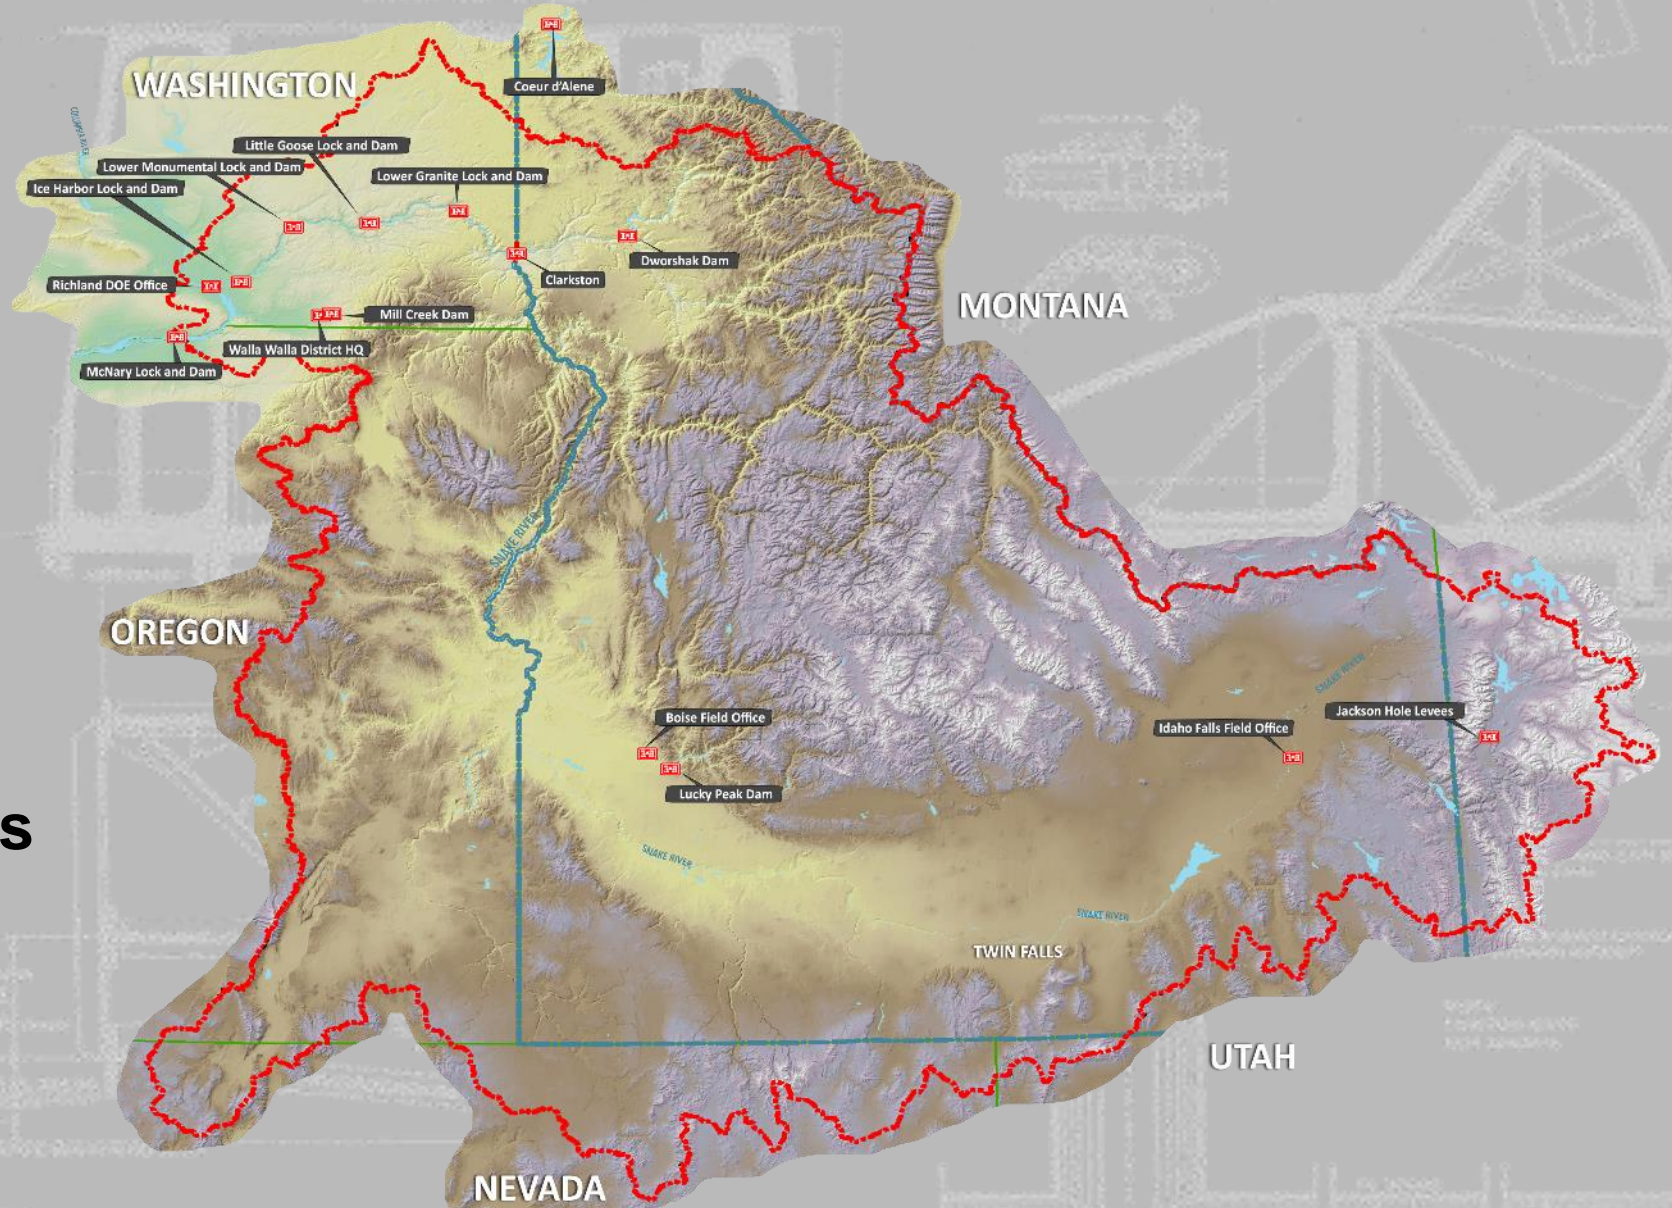 WASHINGTON
Coeur d'Alene
COLUMBIA RIVER
Little Goose Lock and Dam
Lower Monumental Lock and Dam
Lower Granite Lock and Dam
Ice Harbor Lock and Dam
Dworshak Dam
Clarkston
Richland DOE Office
MONTANA
Mill Creek Dam
Walla Walla District HQ
McNary Lock and Dam
SNAKE RIVER
OREGON
SNAKE RIVER
Jackson Hole Levees
Boise Field Office
Idaho Falls Field Office
Lucky Peak Dam
s
SNAKE RIVER
SNAKE RIVER
TWIN FALLS
UTAH
NEVADA